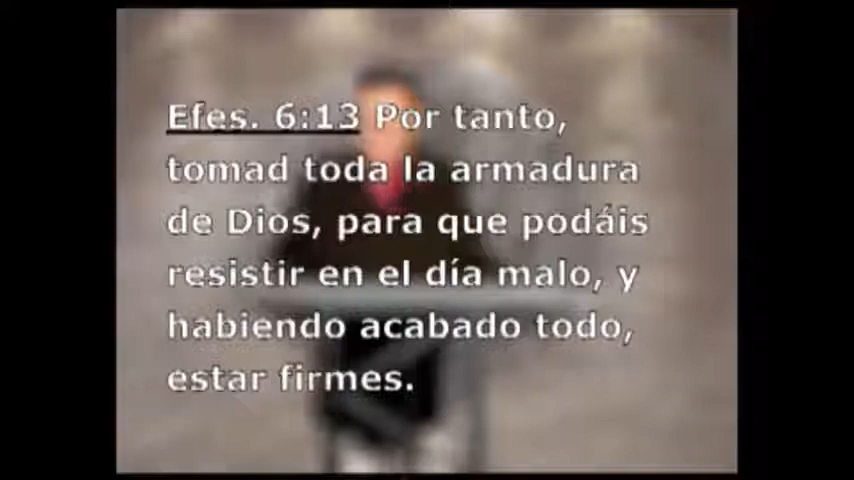 Efes. 6:13 Por tanto,
tomad toda la armadura
de Dios, para que podáis
resistir en el día malo, y
habiendo acabado todo,
estar firmes.